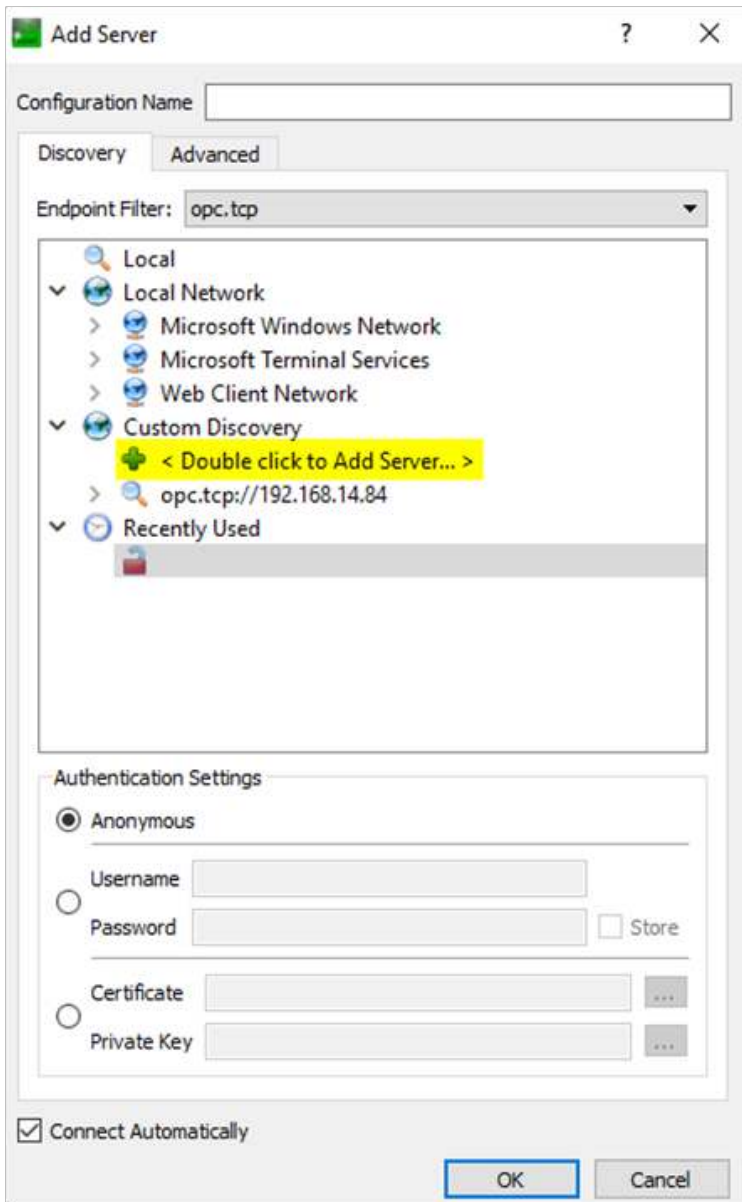 Add Server
?
Configuration Name
Discovery Advanced
Endpoint Filter: opc.tcp
Local
Local Network
Microsoft Windows Network
Microsoft Terminal Services
Web Client Network
Custom Discovery
< Double click to Add Server... >
opc.tcp://192.168.14.84
Recently Used
Authentication Settings
Anonymous
Username
Password Store
Certificate ...
Private Key ...
Connect Automatically
OK Cancel